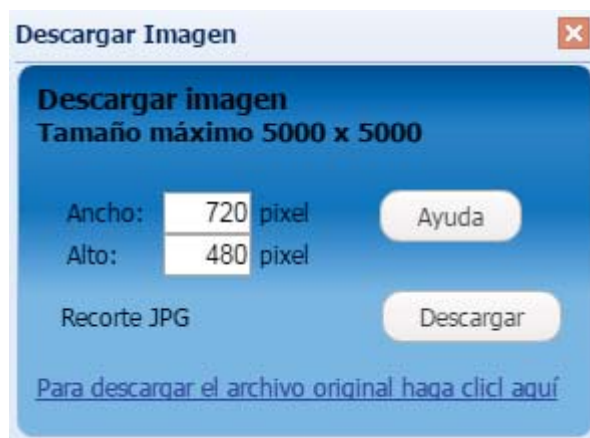 Descargar Imagen
Descargar imagen
Tamaño máximo 5000 x 5000
Ancho: 720 pixel Ayuda
Alto: 480 pixel
Recorte JPG Descargar
Para descargar el archivo original haga clicl aquí